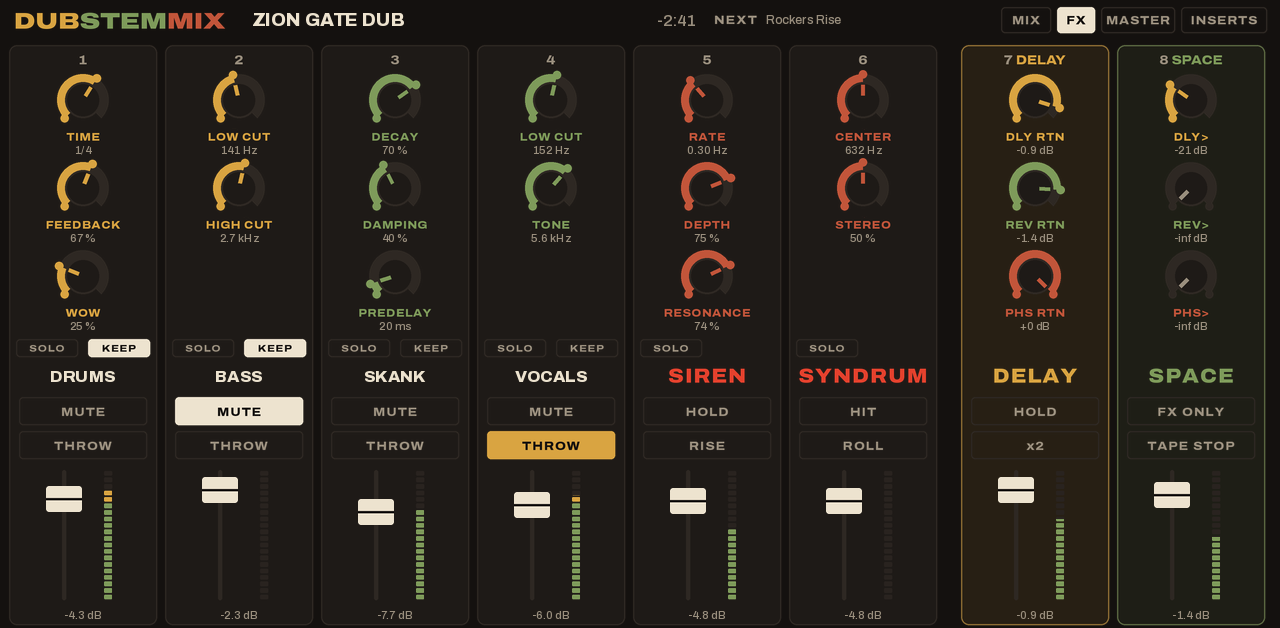 DUBSTEMMIX ZION GATE DUB -2:41 NEXT Rockers Rise MIX FX MASTER INSERTS
1 2 3 4 5 6 7 DELAY 8 SPACE
TIME LOW CUT DECAY LOW CUT RATE CENTER DLY RTN DLY>
1/4 141 Hz 70 % 152 Hz 0.30 Hz 632 Hz -0.9 dB -21 dB
FEEDBACK HIGH CUT DAMPING TONE DEPTH STEREO REV RTN REV>
67 % 2.7 kHz 40 % 5.6 kHz 75 % 50 % -1.4 dB -inf dB
WOW PREDELAY RESONANCE PHS RTN PHS>
25 % 20 ms 74 % +0 dB -inf dB
SOLO KEEP SOLO KEEP SOLO KEEP SOLO KEEP SOLO SOLO
DRUMS BASS SKANK VOCALS SIREN SYNDRUM DELAY SPACE
MUTE MUTE MUTE MUTE HOLD HIT HOLD FX ONLY
THROW THROW THROW THROW RISE ROLL x2 TAPE STOP
-4.3 dB -2.3 dB -7.7 dB -6.0 dB -4.8 dB -4.8 dB -0.9 dB -1.4 dB